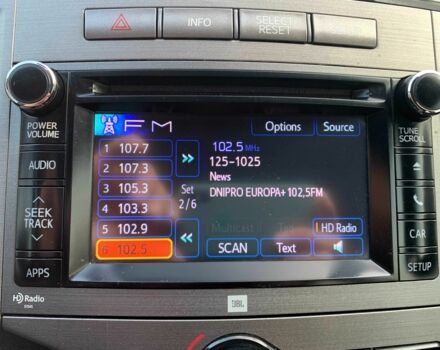 INFO
SELECT
RESET
POWER
VOLUME
AUDIO
SEEK
TRACK
APPS
HD Radio
FM
Options
Source
1 107.7
2 107.3
3 105.3
4 103.3
5 102.9
6 102.5
Set
2/6
102.5 MHz
125-1025
News
DNIPRO EUROPA+102,5FM
Multicast
Tag
HD Radio
SCAN
Text
TUNE
SCROLL
CAR
SETUP
JBL